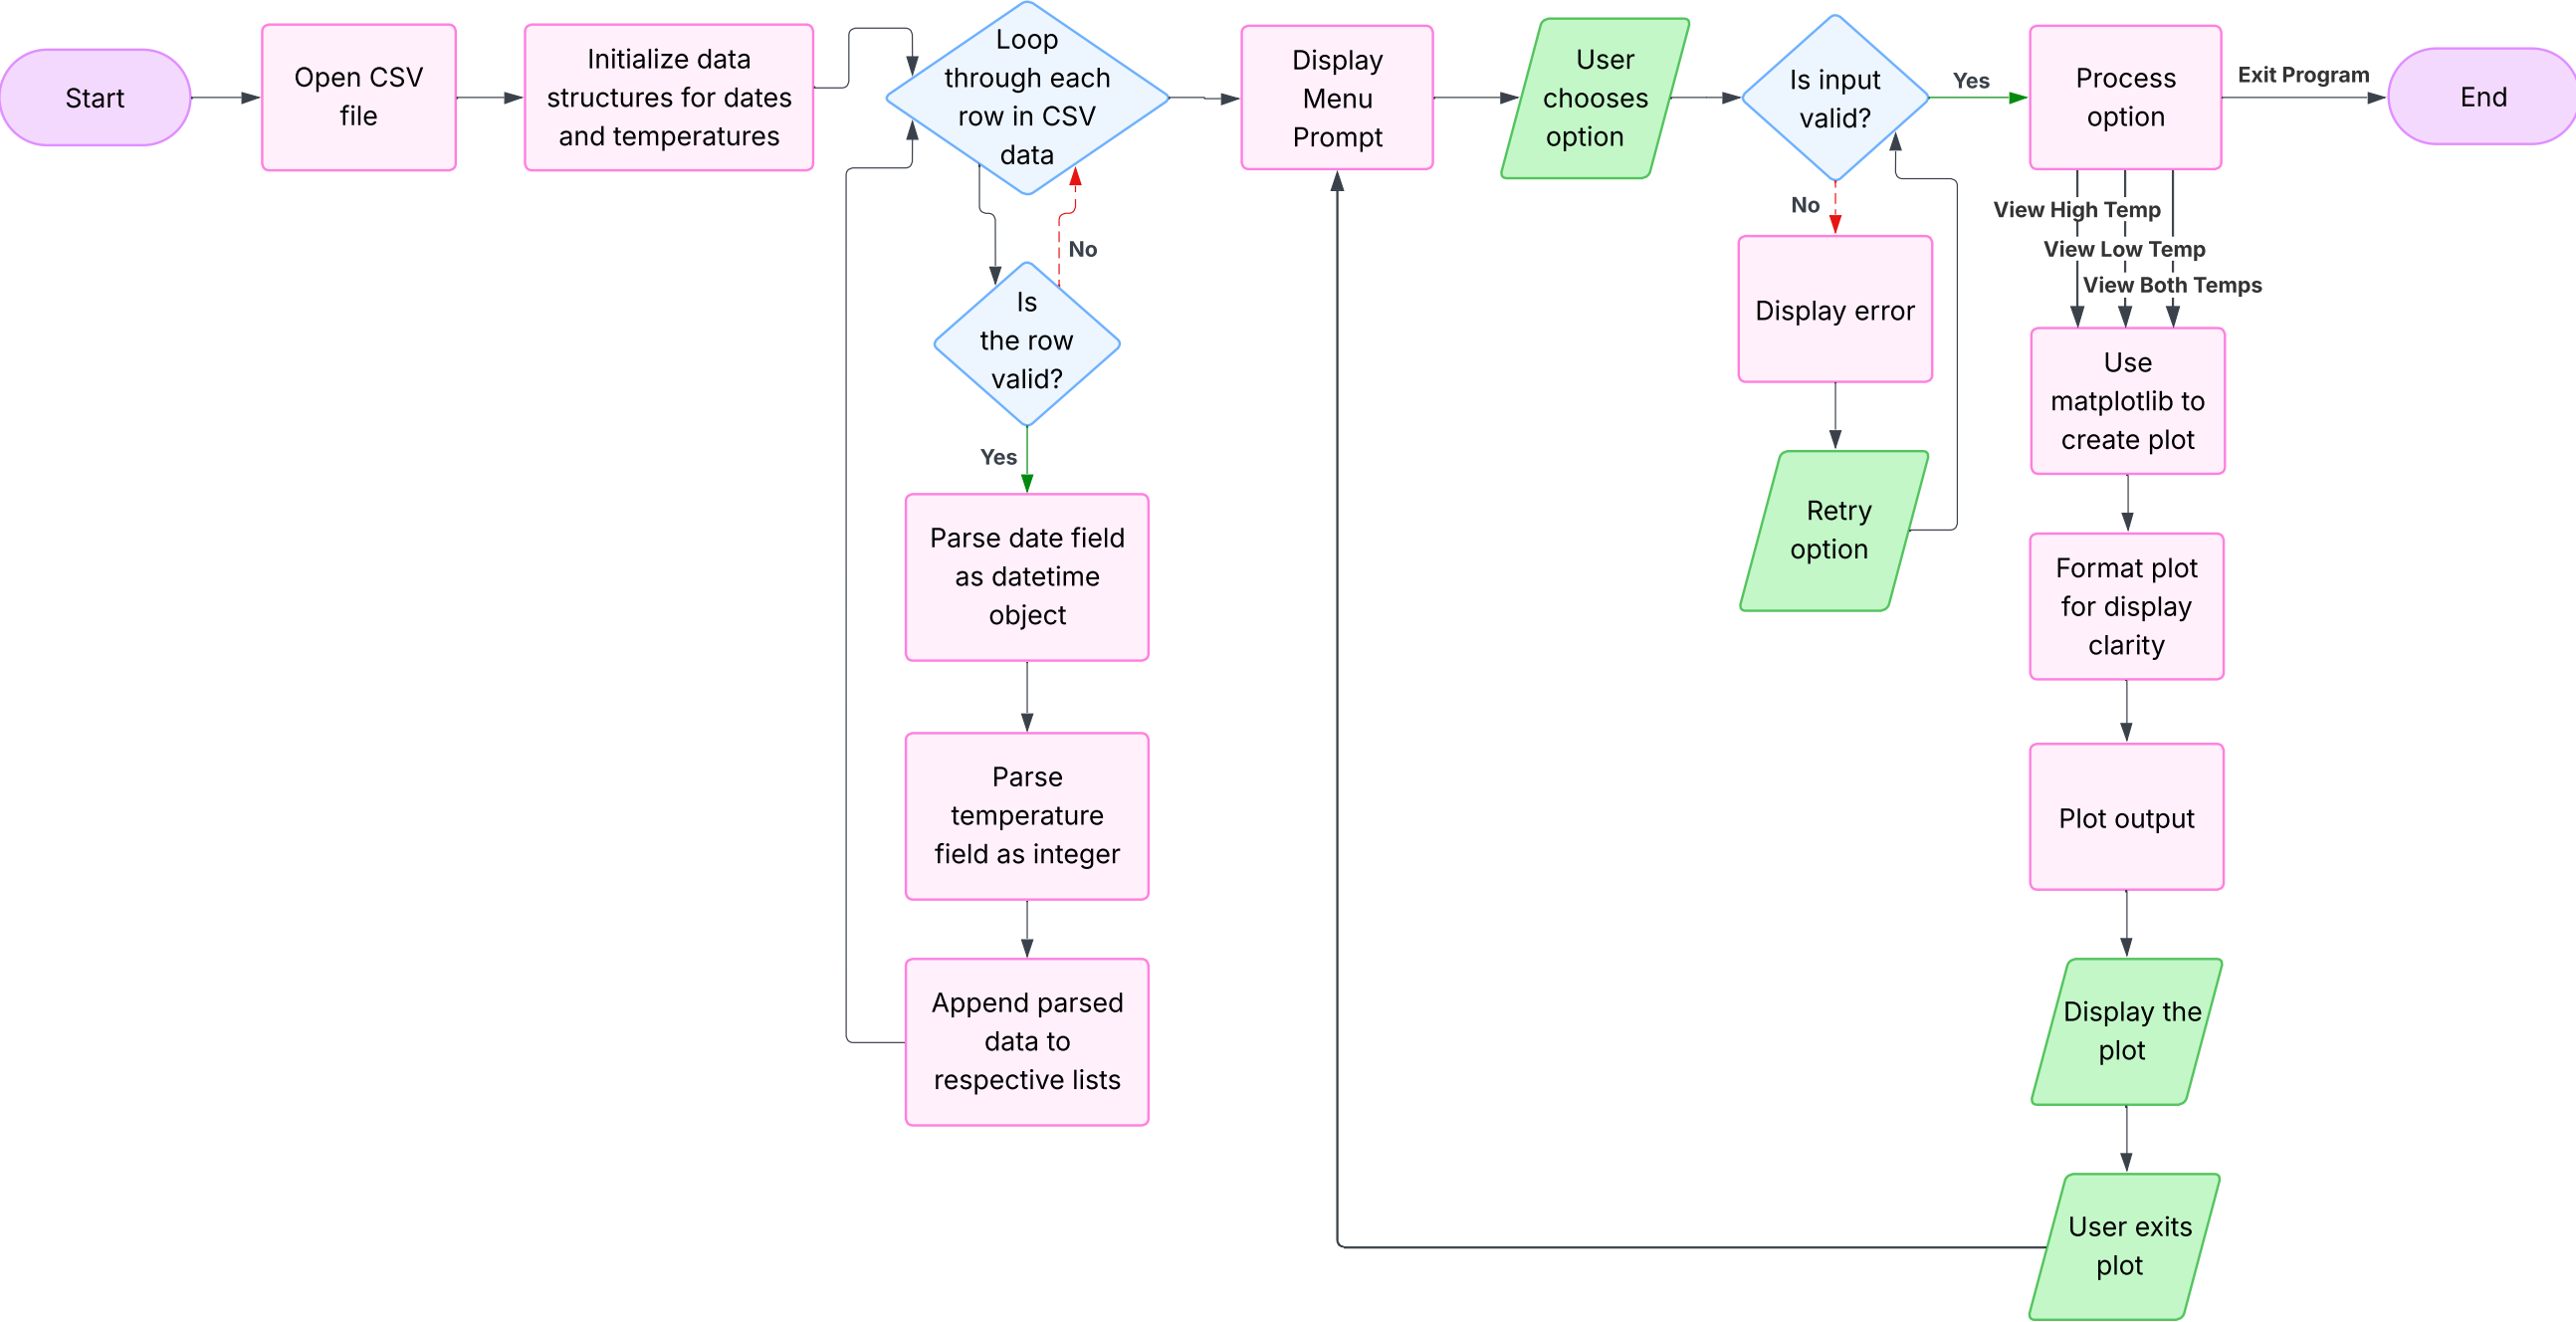 Start
Open CSV
file
Initialize data
structures for dates
and temperatures
Loop
through each
row in CSV
data
No
Is
the row
valid?
Yes
Parse date field
as datetime
object
Parse
temperature
field as integer
Append parsed
data to
respective lists
Display
Menu
Prompt
User
chooses
option
Is input
valid?
Yes
No
Display error
Retry
option
Process
option
Exit Program
End
View High Temp
View Low Temp
View Both Temps
Use
matplotlib to
create plot
Format plot
for display
clarity
Plot output
Display the
plot
User exits
plot